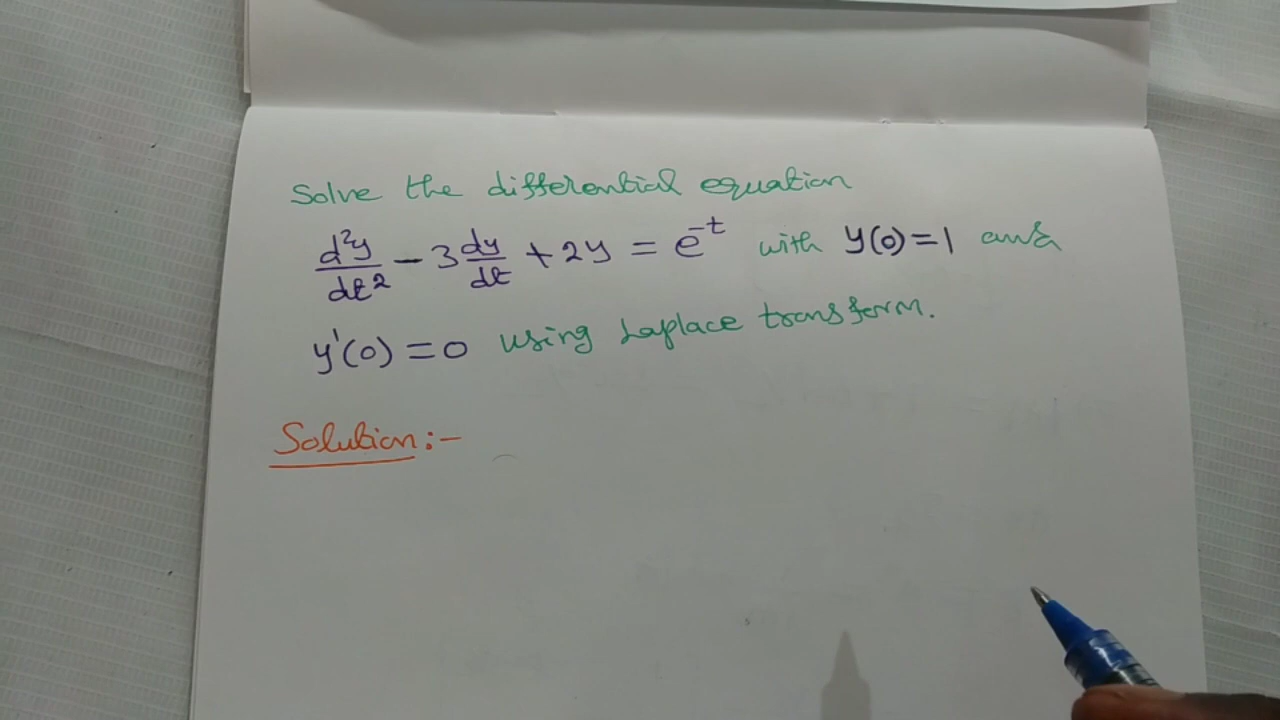 Solve the differential equation
d²y/dt² - 3 dy/dt + 2y = e^-t with y(0)=1 and
y'(0)=0 using Laplace transform.
Solution:-